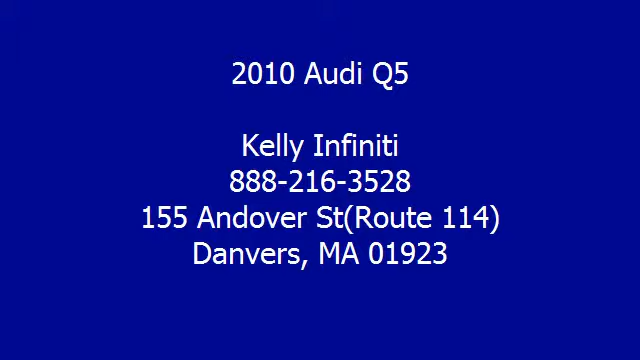 2010 Audi Q5
Kelly Infiniti
888-216-3528
155 Andover St(Route 114)
Danvers, MA 01923